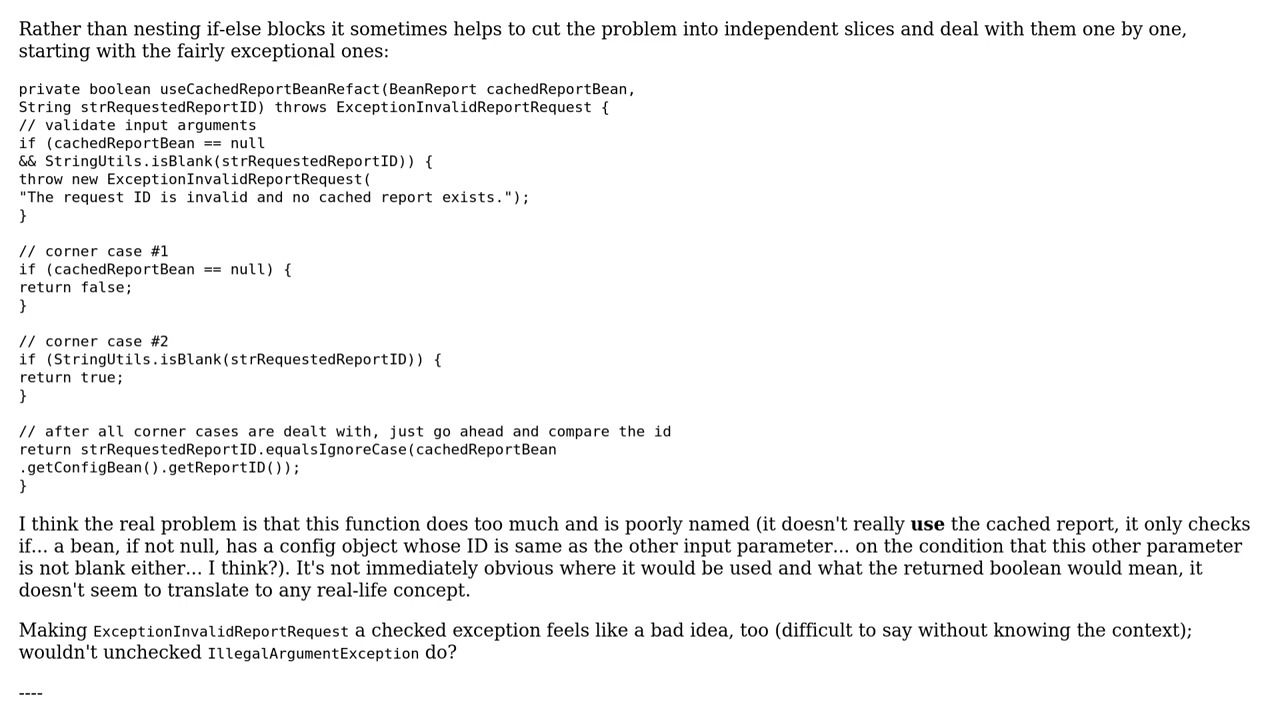 Rather than nesting if-else blocks it sometimes helps to cut the problem into independent slices and deal with them one by one,
starting with the fairly exceptional ones:
private boolean useCachedReportBeanRefact(BeanReport cachedReportBean,
String strRequestedReportID) throws ExceptionInvalidReportRequest {
// validate input arguments
if (cachedReportBean == null
&& StringUtils.isBlank(strRequestedReportID)) {
throw new ExceptionInvalidReportRequest(
"The request ID is invalid and no cached report exists.");
}
// corner case #1
if (cachedReportBean == null) {
return false;
}
// corner case #2
if (StringUtils.isBlank(strRequestedReportID)) {
return true;
}
// after all corner cases are dealt with, just go ahead and compare the id
return strRequestedReportID.equalsIgnoreCase(cachedReportBean
.getConfigBean().getReportID());
}
I think the real problem is that this function does too much and is poorly named (it doesn't really use the cached report, it only checks
if... a bean, if not null, has a config object whose ID is same as the other input parameter... on the condition that this other parameter
is not blank either... I think?). It's not immediately obvious where it would be used and what the returned boolean would mean, it
doesn't seem to translate to any real-life concept.
Making ExceptionInvalidReportRequest a checked exception feels like a bad idea, too (difficult to say without knowing the context);
wouldn't unchecked IllegalArgumentException do?
----